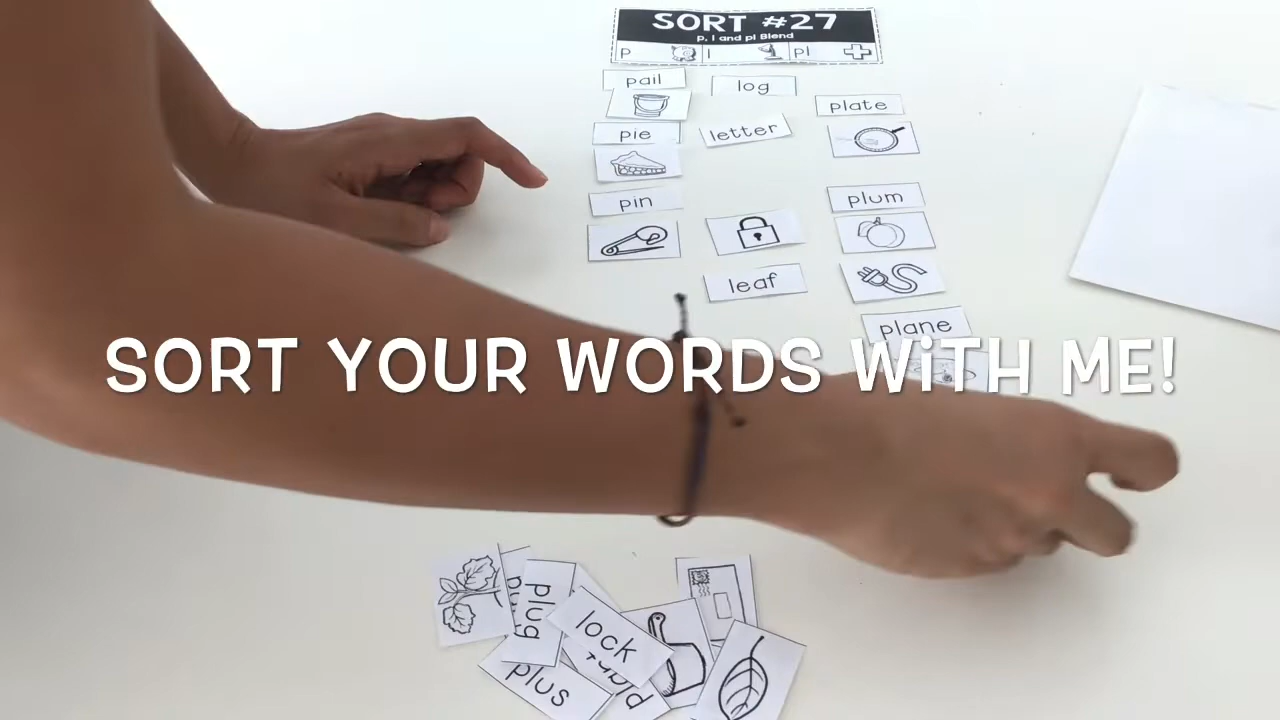 SORT #27
p, l and pl Blend
p l pl
pail
log
plate
pie
letter
pin
plum
leaf
plane
SORT YOUR WORDS WiTH ME!
plug
lock
plus